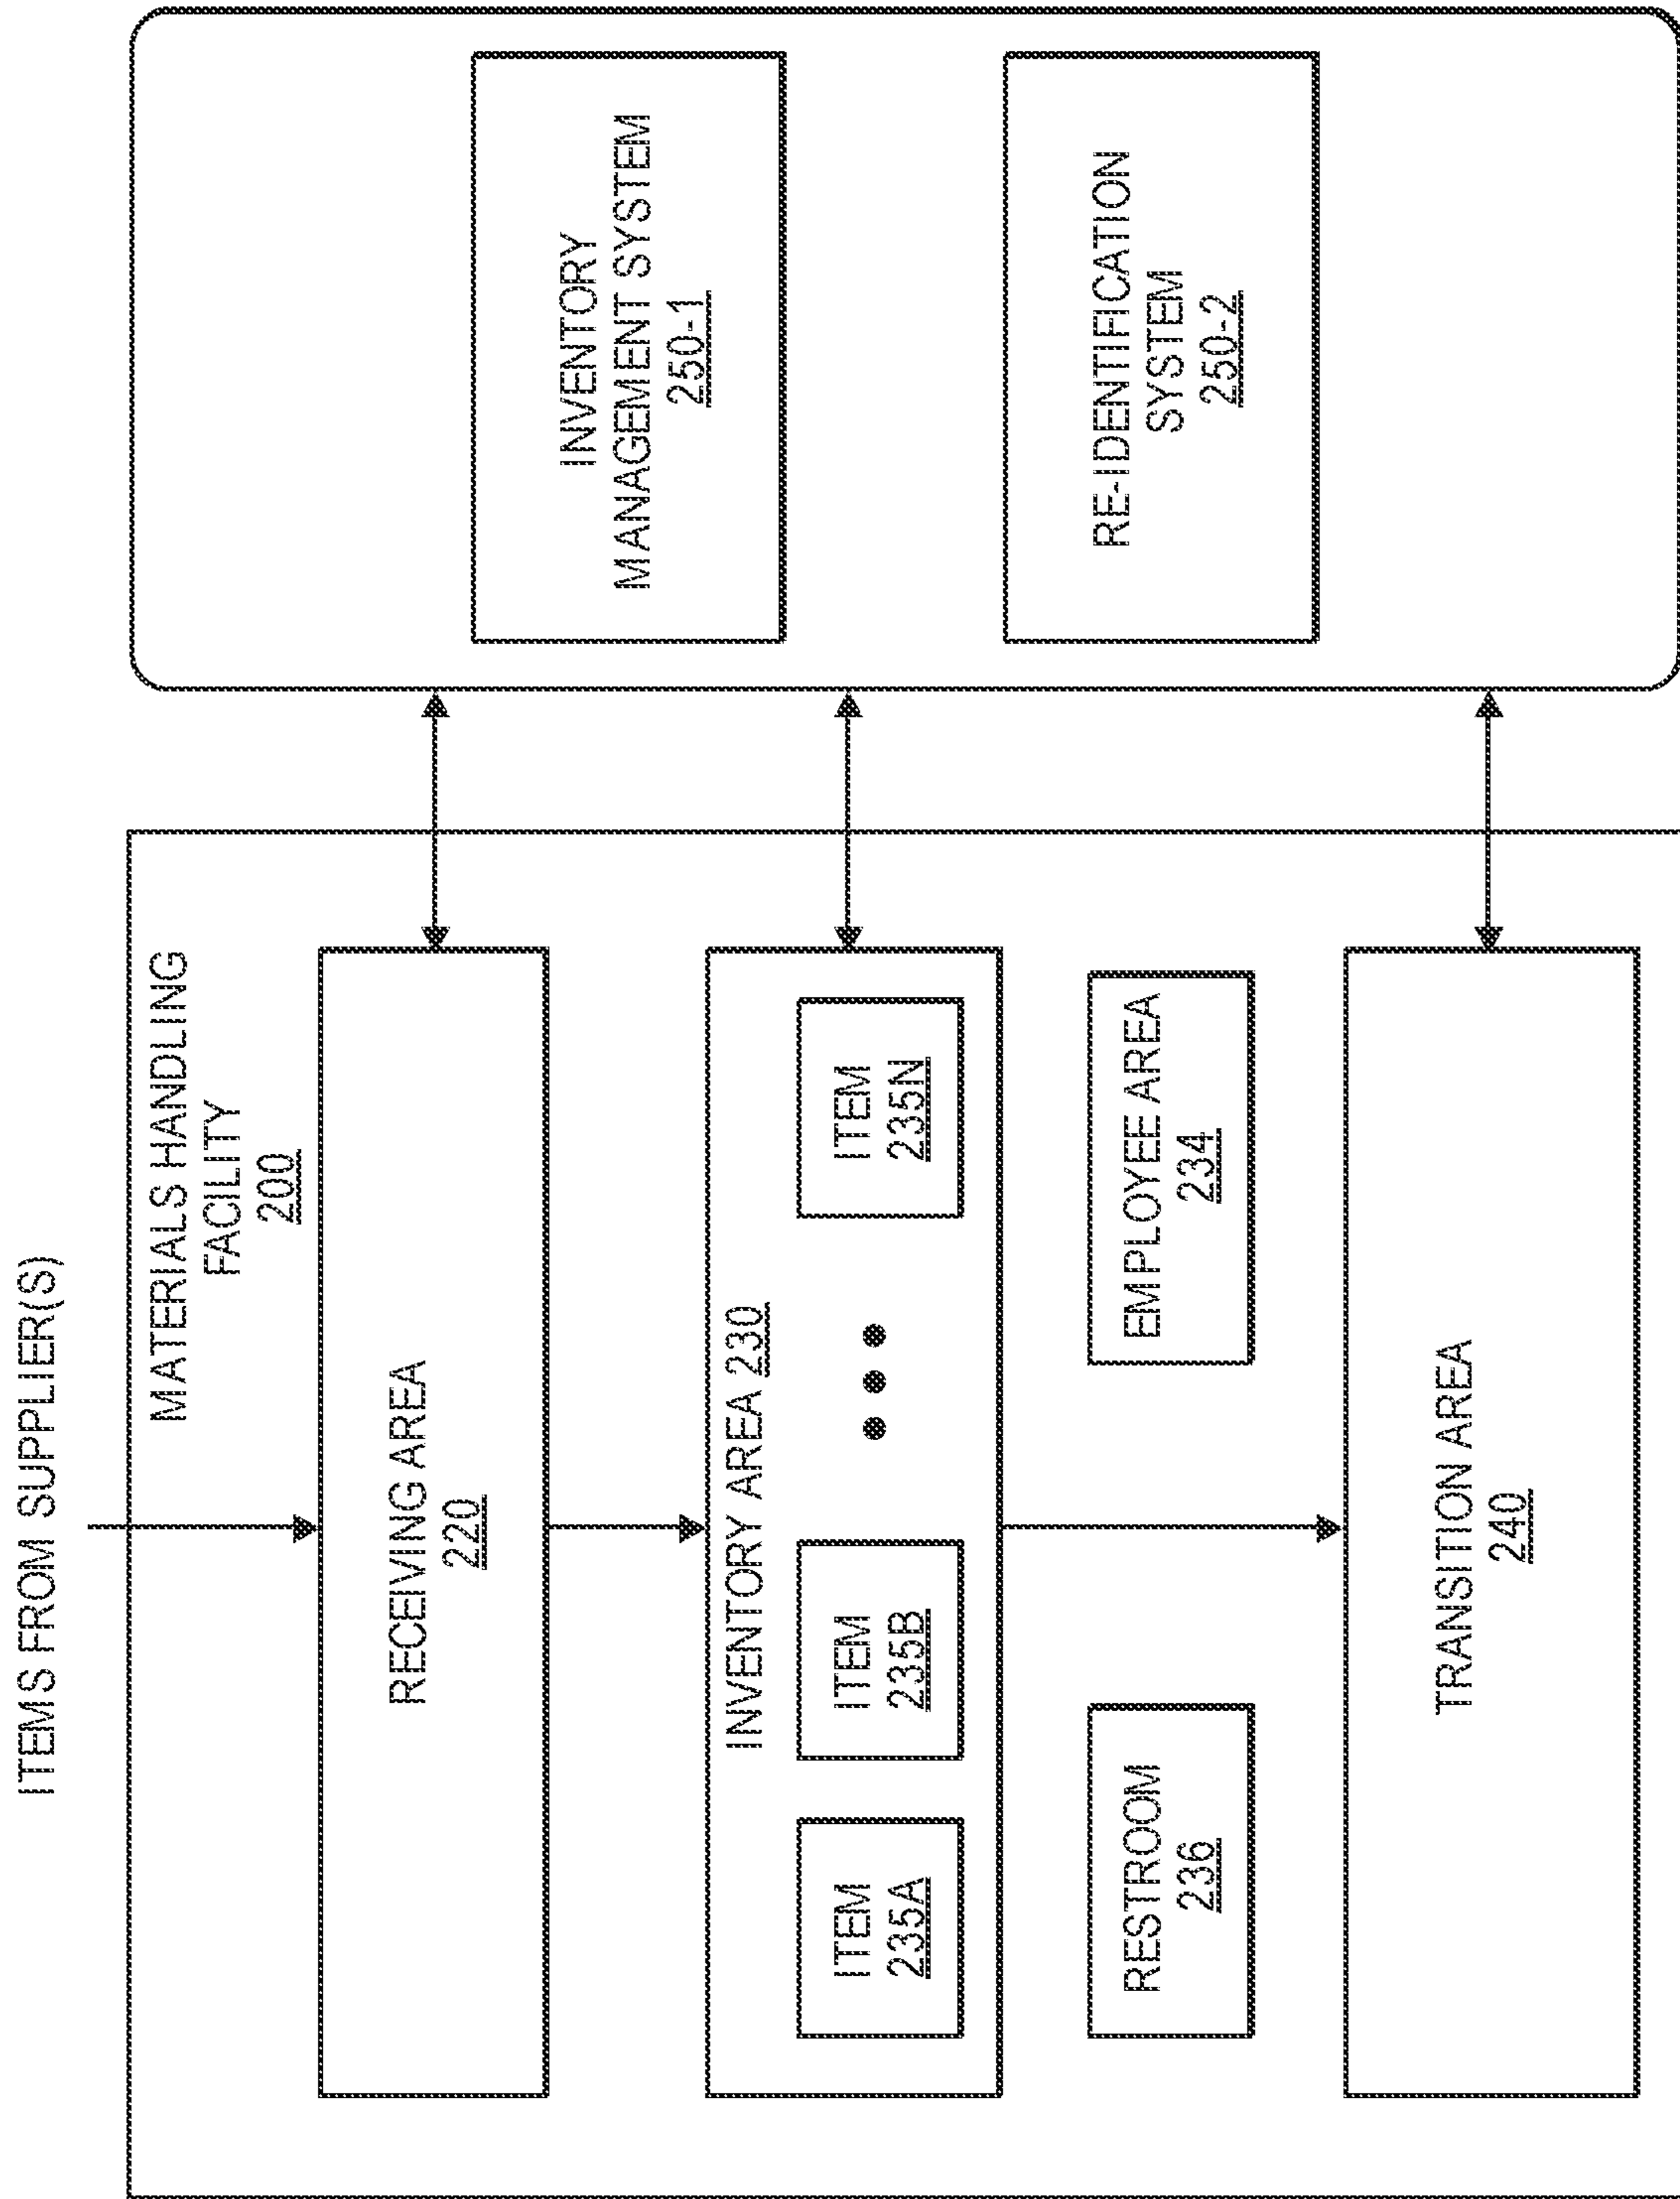 ITEMS FROM SUPPLIER(S)
MATERIALS HANDLING
FACILITY
200
RECEIVING AREA
220
INVENTORY AREA 230
ITEM
235A
ITEM
235B
ITEM
235N
RESTROOM
236
EMPLOYEE AREA
234
TRANSITION AREA
240
INVENTORY
MANAGEMENT SYSTEM
250-1
RE-IDENTIFICATION
SYSTEM
250-2